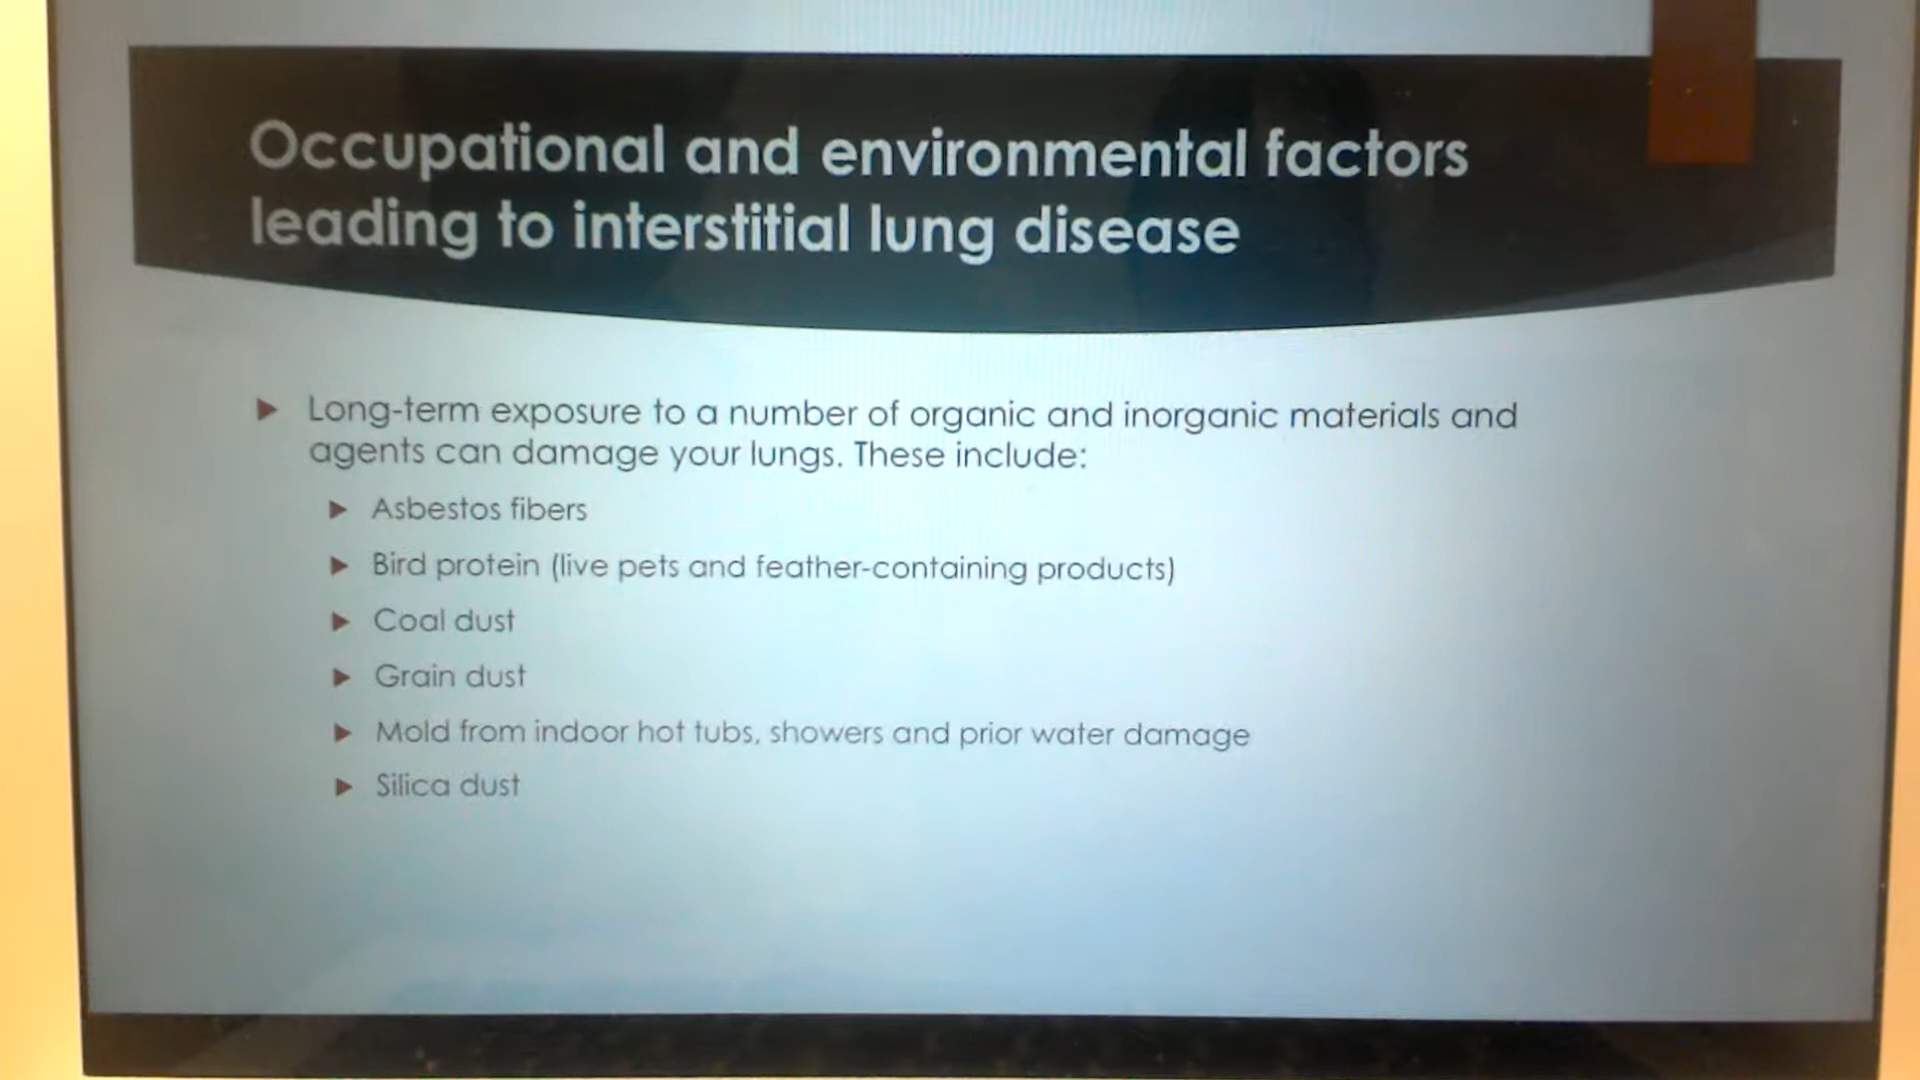 Occupational and environmental factors
leading to interstitial lung disease
Long-term exposure to a number of organic and inorganic materials and
agents can damage your lungs. These include:
Asbestos fibers
Bird protein (live pets and feather-containing products)
Coal dust
Grain dust
Mold from indoor hot tubs, showers and prior water damage
Silica dust